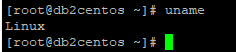 [root@db2centos ~]# uname
Linux
[root@db2centos ~]#